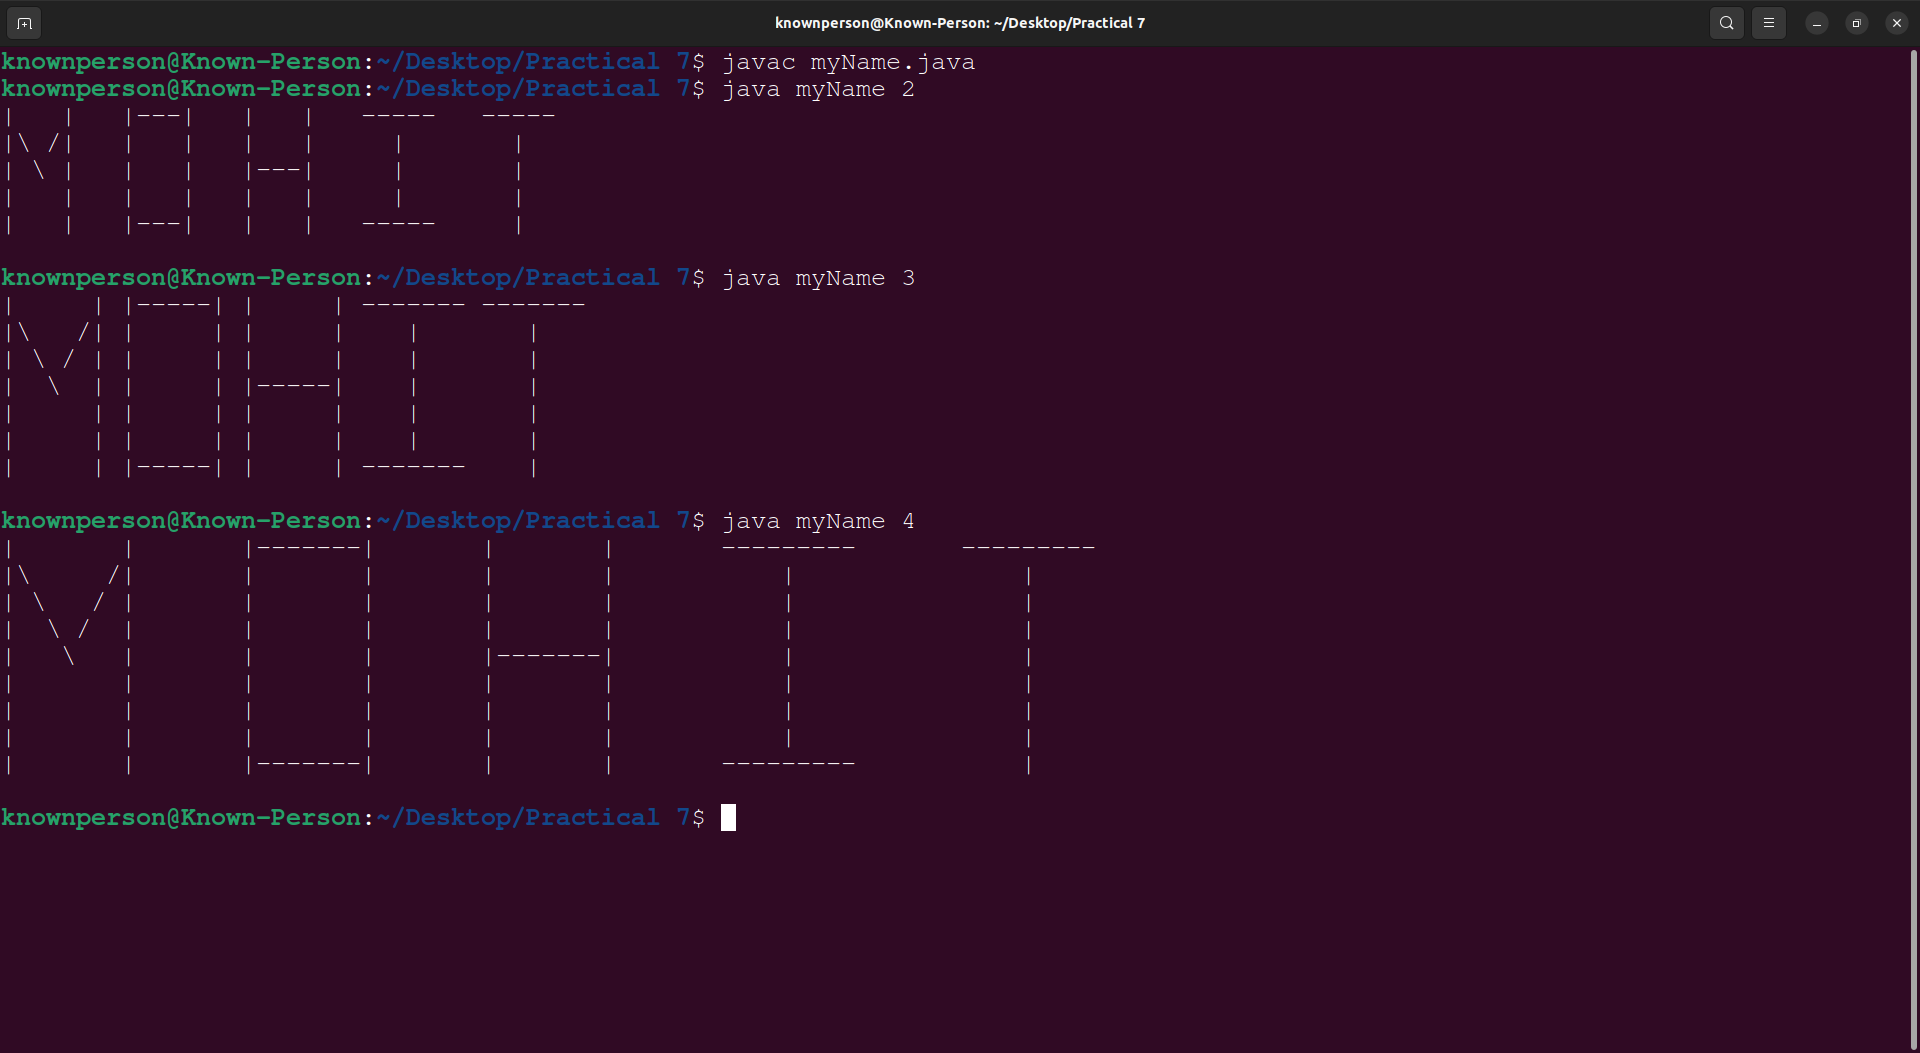 knownperson@Known-Person: ~/Desktop/Practical 7
knownperson@Known-Person:~/Desktop/Practical 7$ javac myName.java
knownperson@Known-Person:~/Desktop/Practical 7$ java myName 2
|   |   |---|   |   |   -----   -----
|\ /|   |   |   |   |     |       |
| \ |   |   |   |---|     |       |
|   |   |   |   |   |     |       |
|   |   |---|   |   |   -----     |
knownperson@Known-Person:~/Desktop/Practical 7$ java myName 3
|     | |-----| |     | ------- -------
|\   /| |     | |     |    |       |
| \ / | |     | |     |    |       |
|  \  | |     | |-----|    |       |
|     | |     | |     |    |       |
|     | |     | |     |    |       |
|     | |-----| |     | -------    |
knownperson@Known-Person:~/Desktop/Practical 7$ java myName 4
|       |       |-------|       |       |       ---------       ---------
|\     /|       |       |       |       |           |               |
| \   / |       |       |       |       |           |               |
|  \ /  |       |       |       |       |           |               |
|   \   |       |       |       |-------|           |               |
|       |       |       |       |       |           |               |
|       |       |       |       |       |           |               |
|       |       |       |       |       |           |               |
|       |       |-------|       |       |       ---------           |
knownperson@Known-Person:~/Desktop/Practical 7$